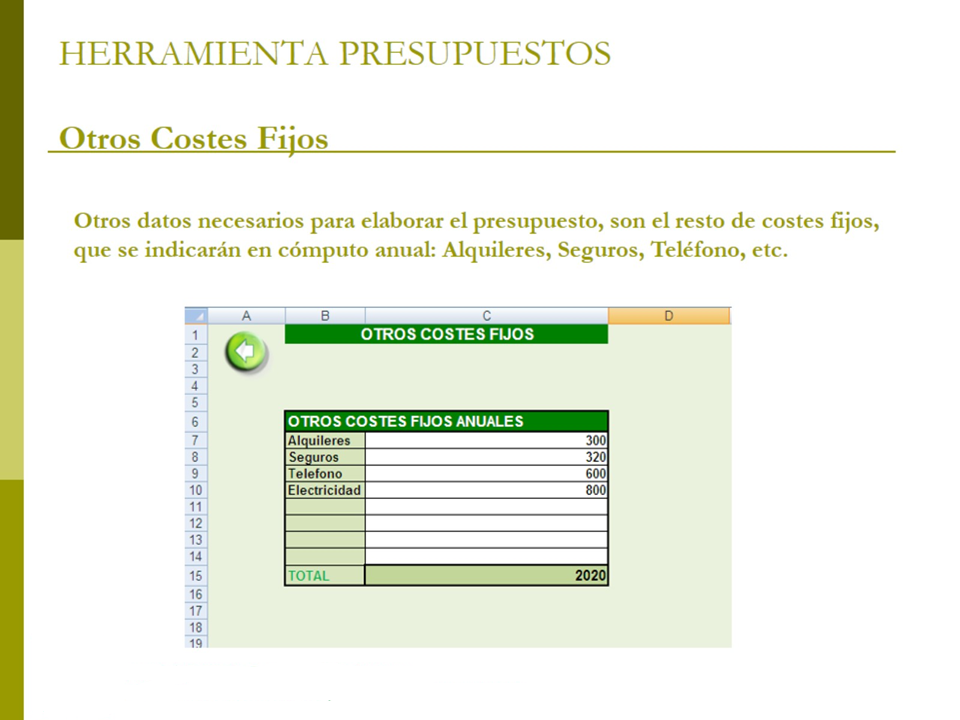 HERRAMIENTA PRESUPUESTOS
Otros Costes Fijos
Otros datos necesarios para elaborar el presupuesto, son el resto de costes fijos,
que se indicarán en cómputo anual: Alquileres, Seguros, Teléfono, etc.
A B C D
1 OTROS COSTES FIJOS
2
3
4
5
6 OTROS COSTES FIJOS ANUALES
7 Alquileres 300
8 Seguros 320
9 Telefono 600
10 Electricidad 800
11
12
13
14
15 TOTAL 2020
16
17
18
19